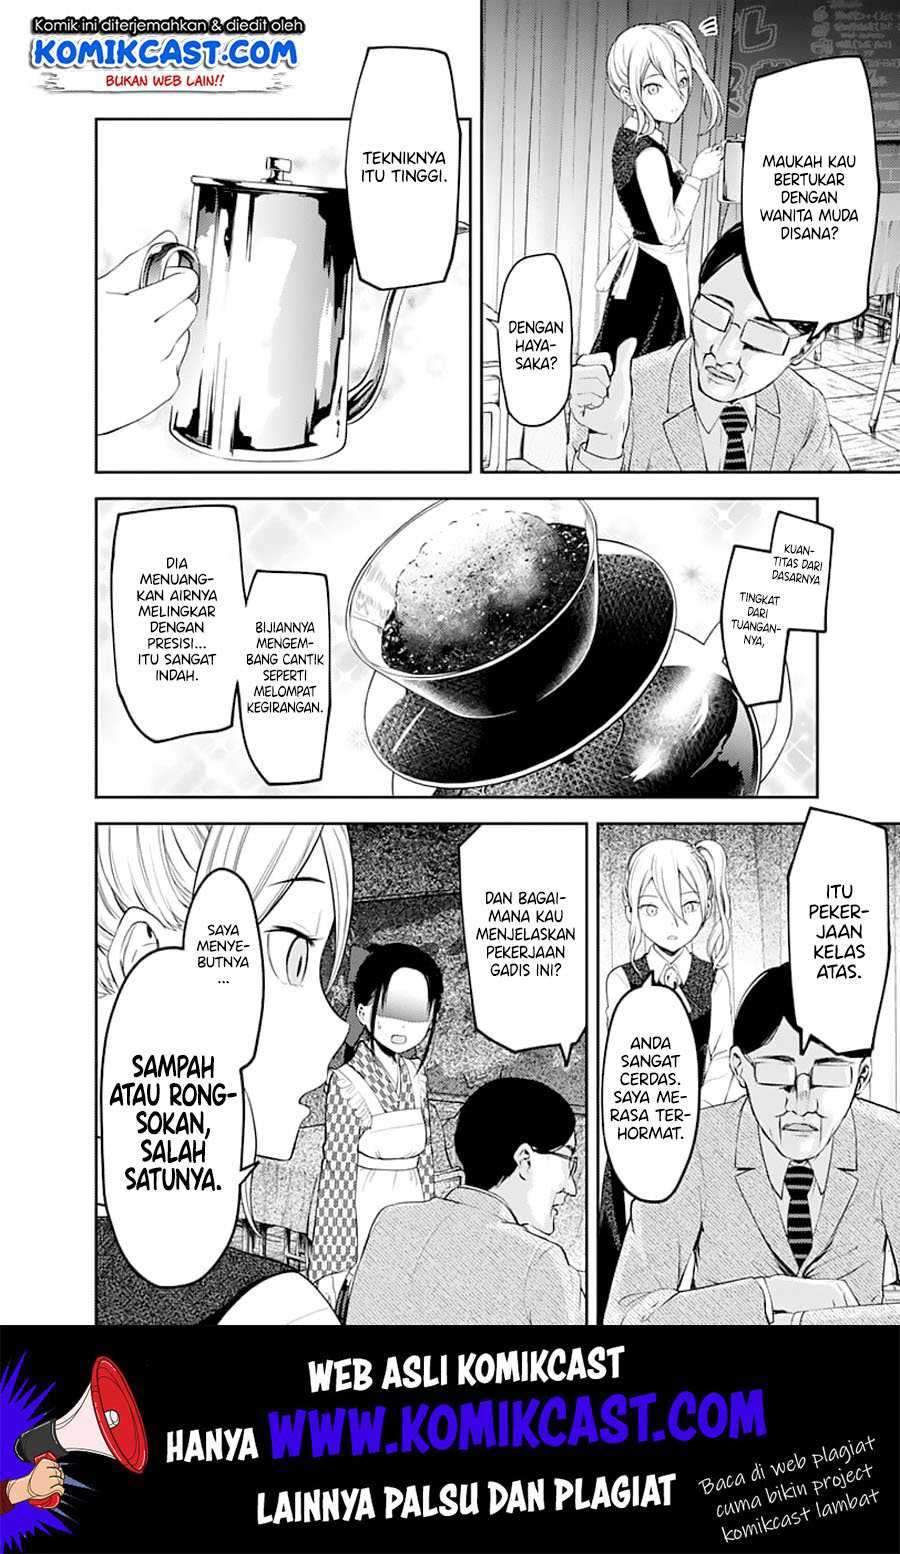 Komik ini diterjemahkan & diedit oleh
KOMIKCAST.COM
BUKAN WEB LAIN!!
MAUKAH KAU
BERTUKAR
DENGAN
WANITA MUDA
DISANA?
DENGAN
HAYA-
SAKA?
TEKNIKNYA
ITU TINGGI.
KUAN-
TITAS DARI
DASARNYA
TINGKAT
DARI
TUANGAN-
NYA,
BIJIANNYA
MENGEM-
BANG CANTIK
SEPERTI
MELOMPAT
KEGIRANGAN.
DIA
MENUANG-
KAN AIRNYA
MELINGKAR
DENGAN
PRESISI...
ITU SANGAT
INDAH.
ITU
PEKER-
JAAN
KELAS
ATAS.
ANDA
SANGAT
CERDAS.
SAYA ME-
RASA TER-
HORMAT.
DAN BAGAI-
MANA KAU
MENJELASKAN
PEKERJAAN
GADIS INI?
SAYA
MENYE-
BUTNYA
...
SAMPAH
ATAU RONG-
SOKAN,
SALAH
SATUNYA.
WEB ASLI KOMIKCAST
HANYA WWW.KOMIKCAST.COM
LAINNYA PALSU DAN PLAGIAT
Baca di web plagiat
cuma bikin project
komikcast lambat